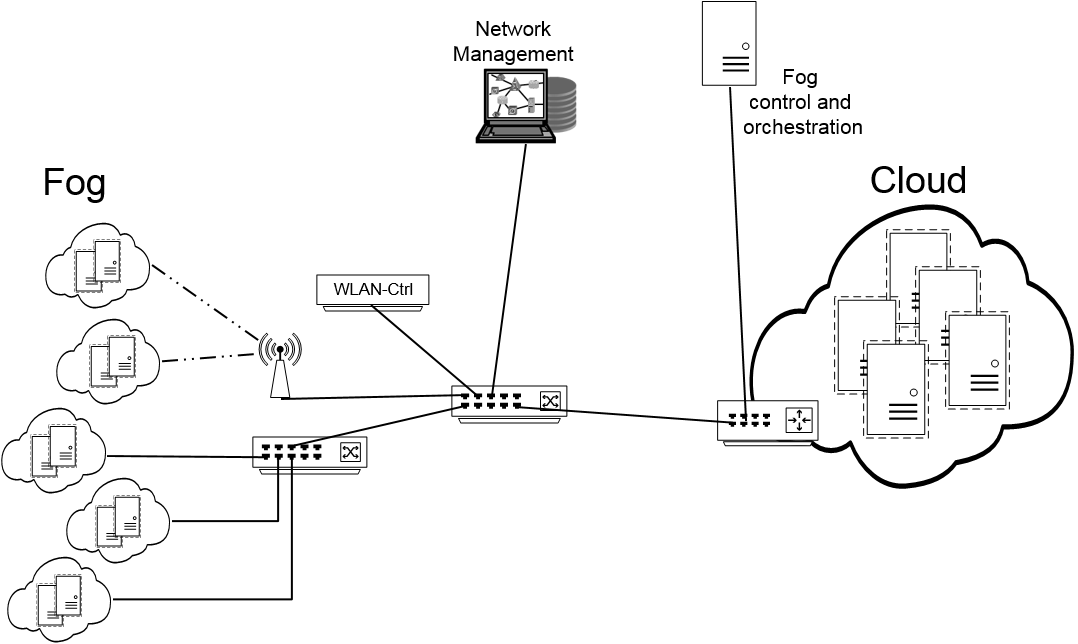 Network
Management
Fog
control and
orchestration
Fog
Cloud
WLAN-Ctrl